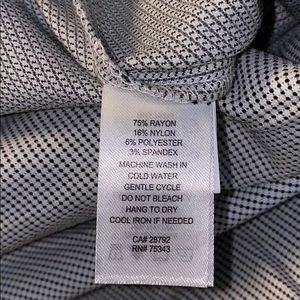 75% RAYON
16% NYLON
6% POLYESTER
3% SPANDEX
MACHINE WASH IN
COLD WATER
GENTLE CYCLE
DO NOT BLEACH
HANG TO DRY
COOL IRON IF NEEDED
CA# 28792
RN# 75343